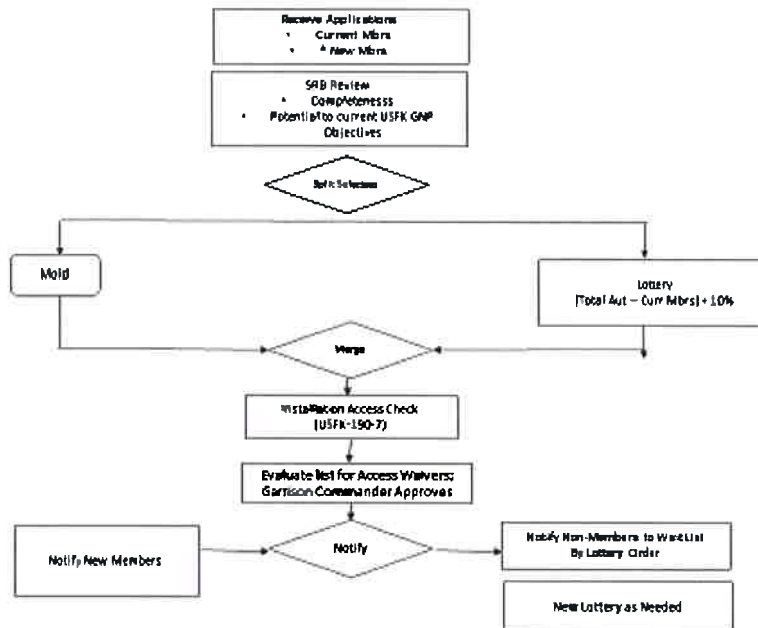 Receive Applications
• Current Mbrs
• * New Mbrs
SRB Review
• Completeness
• Potential to current USFK GNP
Objectives
Split Selection
Lottery
[Total Aut – Curr Mbrs] + 10%
Merge
Installation Access Check
(USFK-190-7)
Evaluate list for Access Waivers;
Garrison Commander Approves
Notify New Members
Notify
Notify Non-Members to Wait List
By Lottery Order
New Lottery as Needed